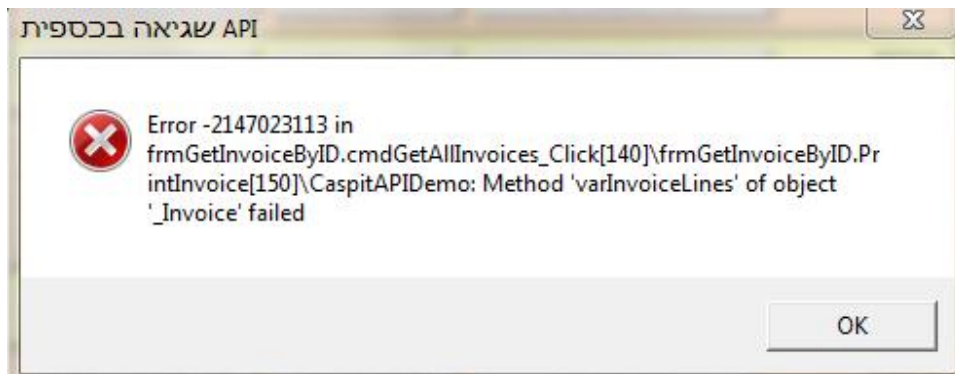 שגיאה בכספית API
Error -2147023113 in
frmGetInvoiceByID.cmdGetAllInvoices_Click[140]\frmGetInvoiceByID.Pr
intInvoice[150]\CaspitAPIDemo: Method 'varInvoiceLines' of object
'_Invoice' failed
OK